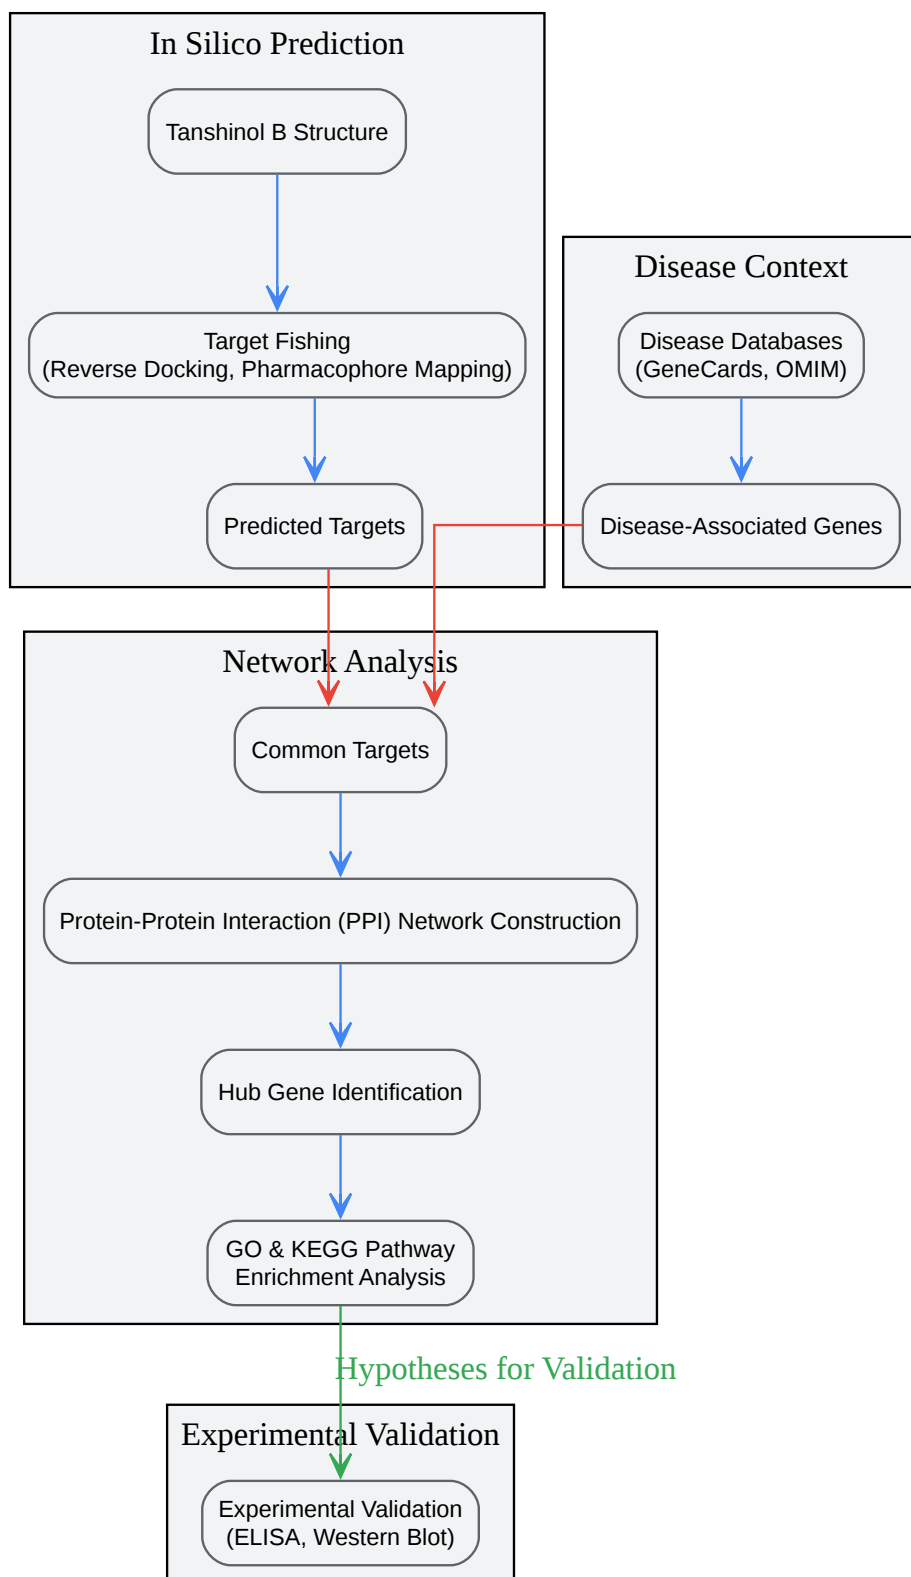 In Silico Prediction
Tanshinol B Structure
Target Fishing
(Reverse Docking, Pharmacophore Mapping)
Predicted Targets
Disease Context
Disease Databases
(GeneCards, OMIM)
Disease-Associated Genes
Network Analysis
Common Targets
Protein-Protein Interaction (PPI) Network Construction
Hub Gene Identification
GO & KEGG Pathway
Enrichment Analysis
Hypotheses for Validation
Experimental Validation
Experimental Validation
(ELISA, Western Blot)